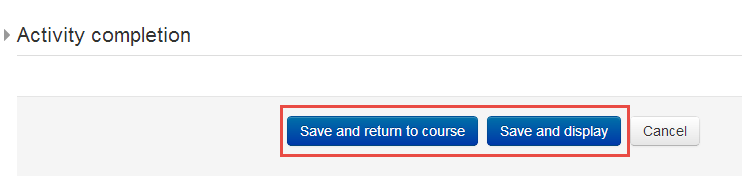 Activity completion
Save and return to course Save and display Cancel